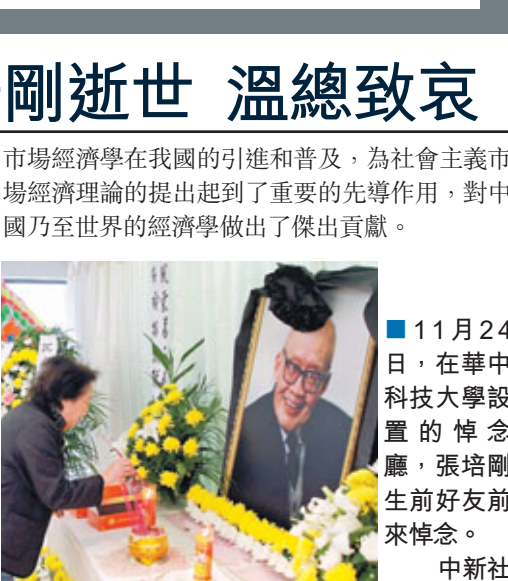 剛逝世 溫總致哀
市場經濟學在我國的引進和普及，為社會主義市
場經濟理論的提出起到了重要的先導作用，對中
國乃至世界的經濟學做出了傑出貢獻。
■11月24
日，在華中
科技大學設
置的悼念
廳，張培剛
生前好友前
來悼念。
中新社